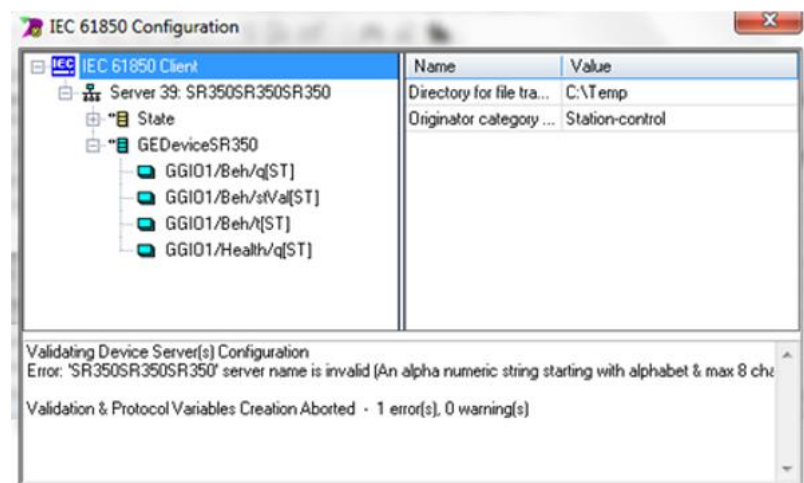 IEC 61850 Configuration
IEC IEC 61850 Client
Server 39: SR350SR350SR350
State
GEDeviceSR350
GGIO1/Beh/q[ST]
GGIO1/Beh/stVal[ST]
GGIO1/Beh/t[ST]
GGIO1/Health/q[ST]
Name Value
Directory for file tra... C:\Temp
Originator category ... Station-control
Validating Device Server(s) Configuration
Error: 'SR350SR350SR350' server name is invalid (An alpha numeric string starting with alphabet & max 8 cha
Validation & Protocol Variables Creation Aborted - 1 error(s), 0 warning(s)